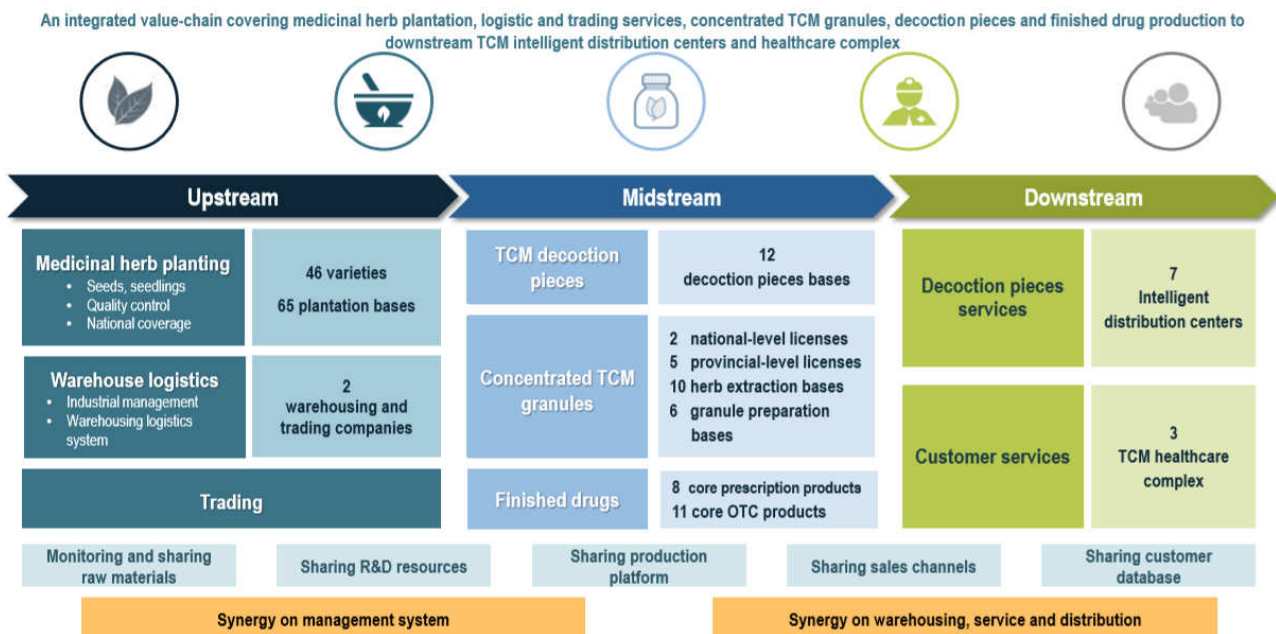 An integrated value-chain covering medicinal herb plantation, logistic and trading services, concentrated TCM granules, decoction pieces and finished drug production to
downstream TCM intelligent distribution centers and healthcare complex
Upstream
Midstream
Downstream
Medicinal herb planting
• Seeds, seedlings
• Quality control
• National coverage
46 varieties
65 plantation bases
Warehouse logistics
• Industrial management
• Warehousing logistics
system
2
warehousing and
trading companies
Trading
TCM decoction
pieces
12
decoction pieces bases
Concentrated TCM
granules
2 national-level licenses
5 provincial-level licenses
10 herb extraction bases
6 granule preparation
bases
Finished drugs
8 core prescription products
11 core OTC products
Decoction pieces
services
7
Intelligent
distribution centers
Customer services
3
TCM healthcare
complex
Monitoring and sharing
raw materials
Sharing R&D resources
Sharing production
platform
Sharing sales channels
Sharing customer
database
Synergy on management system
Synergy on warehousing, service and distribution